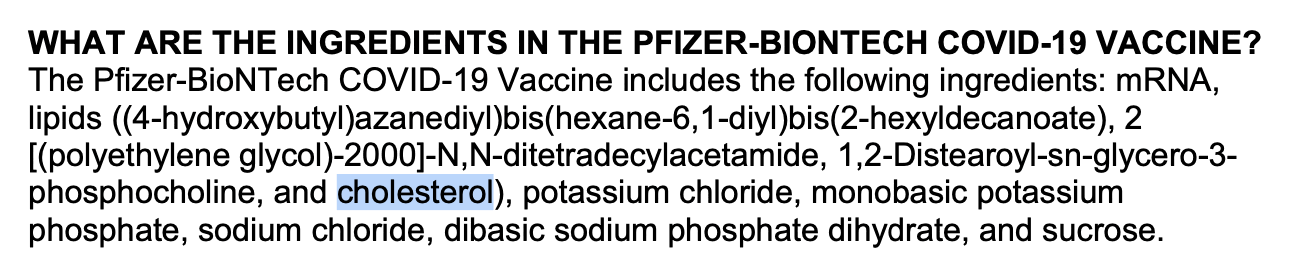 WHAT ARE THE INGREDIENTS IN THE PFIZER-BIONTECH COVID-19 VACCINE?
The Pfizer-BioNTech COVID-19 Vaccine includes the following ingredients: mRNA,
lipids ((4-hydroxybutyl)azanediyl)bis(hexane-6,1-diyl)bis(2-hexyldecanoate), 2
[(polyethylene glycol)-2000]-N,N-ditetradecylacetamide, 1,2-Distearoyl-sn-glycero-3-
phosphocholine, and cholesterol), potassium chloride, monobasic potassium
phosphate, sodium chloride, dibasic sodium phosphate dihydrate, and sucrose.